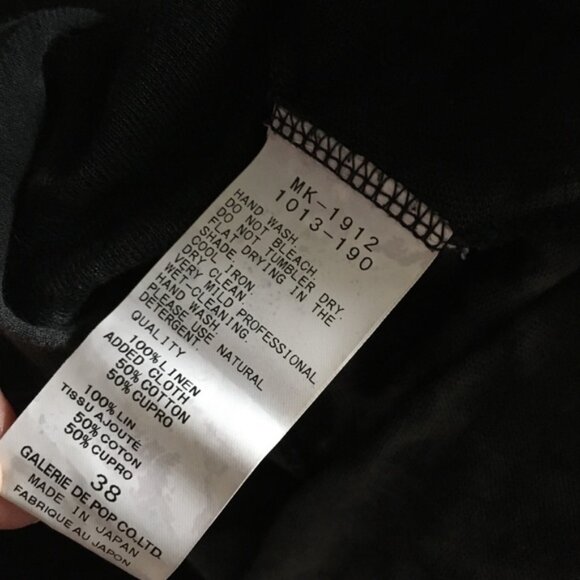 MK-1912
1013-190
HAND WASH
DO NOT BLEACH.
DO NOT TUMBLER DRY.
FLAT DRYING IN THE
SHADE
COOL IRON
DRY CLEAN.
VERY MILD PROFESSIONAL
WET-CLEANING.
HAND WASH.
PLEASE USE NATURAL
DETERGENT.
QUALITY
100%LINEN
ADDED CLOTH
50%COTTON
50%CUPRO
100%LIN
TISSU AJOUTÉ
50%COTON
50%CUPRO
38
GALERIE DE POP CO.LTD.
MADE IN JAPAN
FABRIQUE AU JAPON